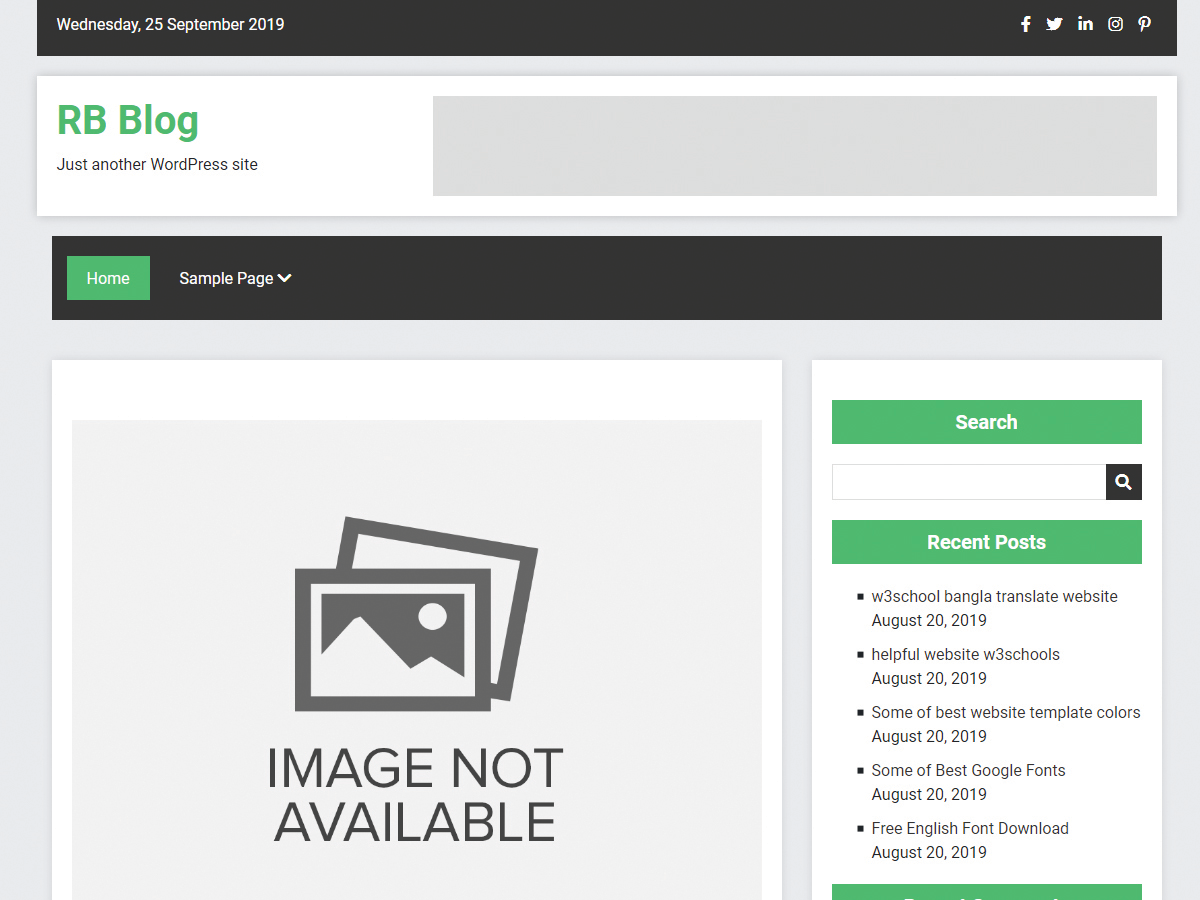 Wednesday, 25 September 2019
RB Blog
Just another WordPress site
Home
Sample Page
IMAGE NOT
AVAILABLE
Search
Recent Posts
w3school bangla translate website
August 20, 2019
helpful website w3schools
August 20, 2019
Some of best website template colors
August 20, 2019
Some of Best Google Fonts
August 20, 2019
Free English Font Download
August 20, 2019